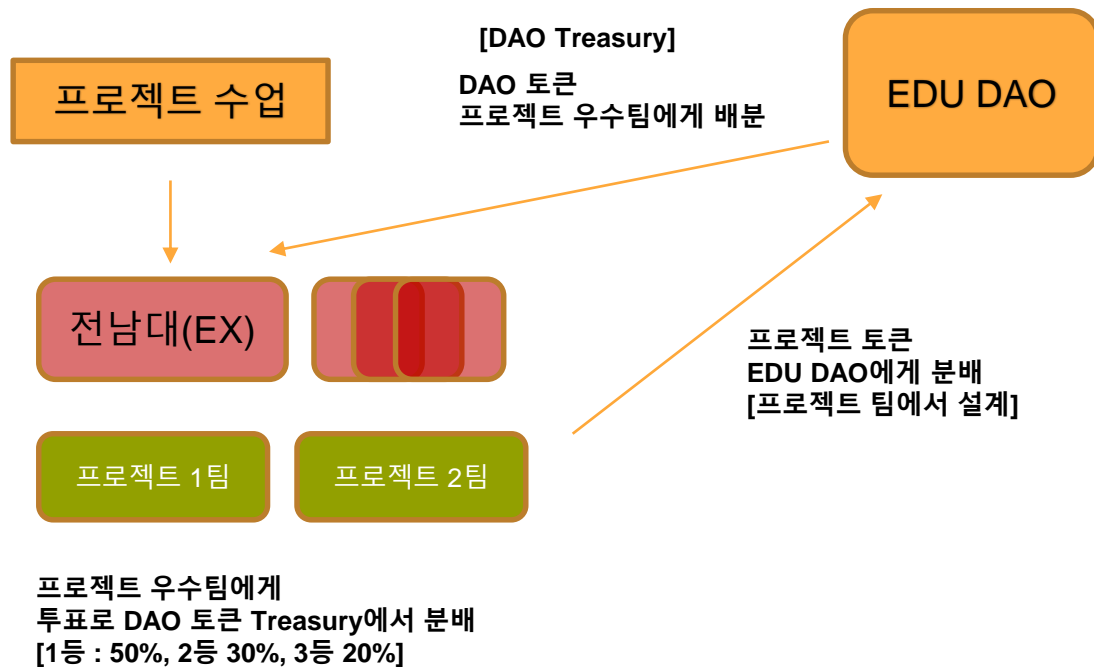 프로젝트 수업
[DAO Treasury]
DAO 토큰
프로젝트 우수팀에게 배분
EDU DAO
전남대(EX)
프로젝트 토큰
EDU DAO에게 분배
[프로젝트 팀에서 설계]
프로젝트 1팀
프로젝트 2팀
프로젝트 우수팀에게
투표로 DAO 토큰 Treasury에서 분배
[1등 : 50%, 2등 30%, 3등 20%]